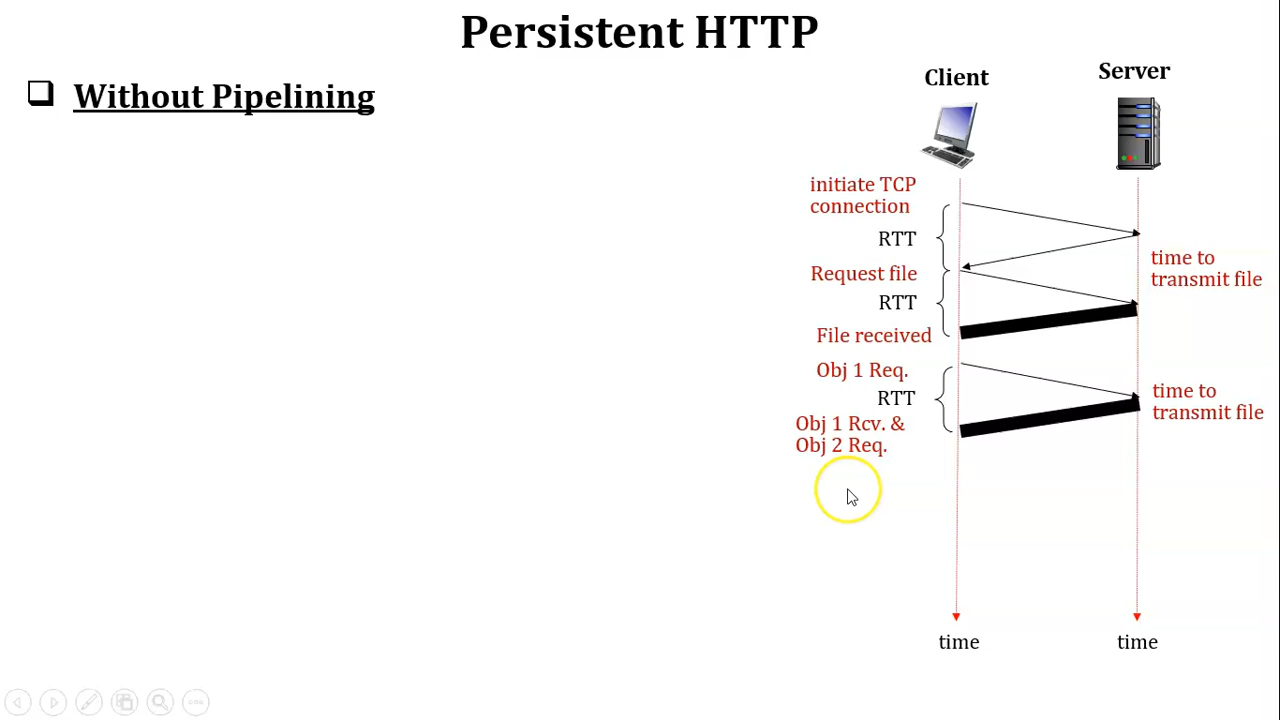 Persistent HTTP
Without Pipelining
Client
Server
initiate TCP
connection
RTT
Request file
RTT
File received
time to
transmit file
Obj 1 Req.
RTT
Obj 1 Rcv. &
Obj 2 Req.
time to
transmit file
time
time